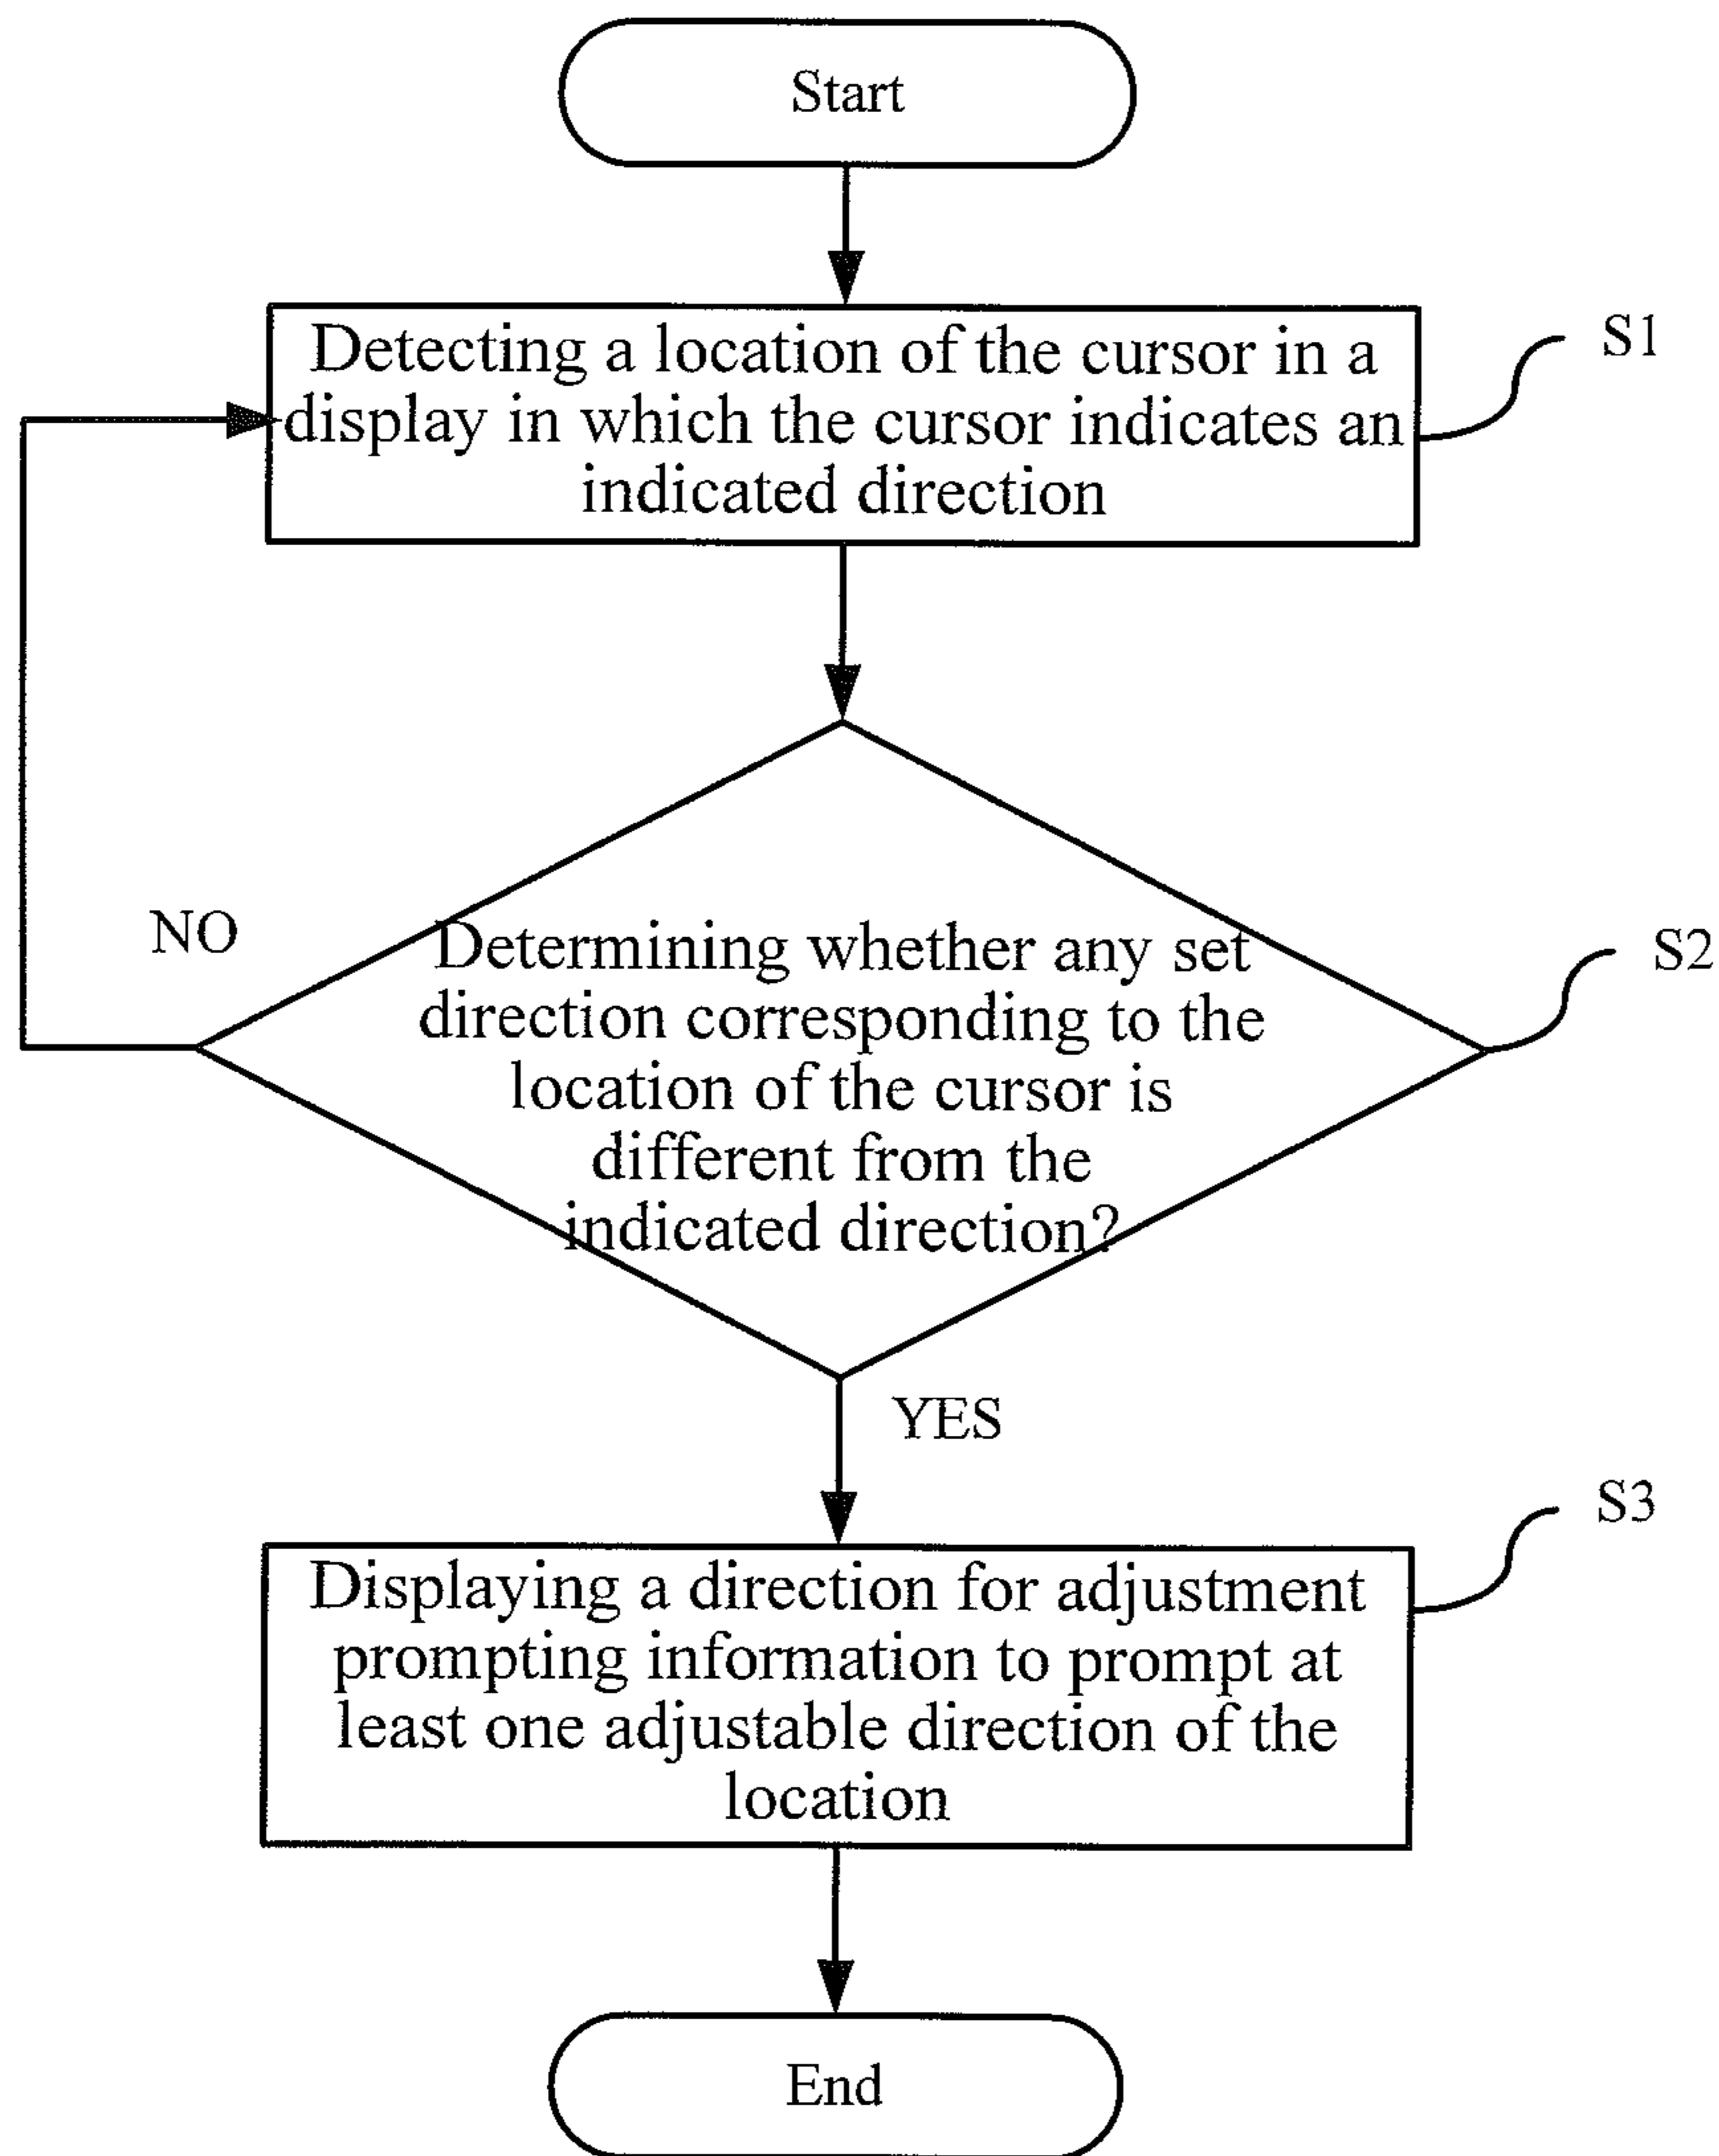 Start
Detecting a location of the cursor in a
display in which the cursor indicates an
indicated direction
S1
NO
Determining whether any set
direction corresponding to the
location of the cursor is
different from the
indicated direction?
S2
YES
Displaying a direction for adjustment
prompting information to prompt at
least one adjustable direction of the
location
S3
End